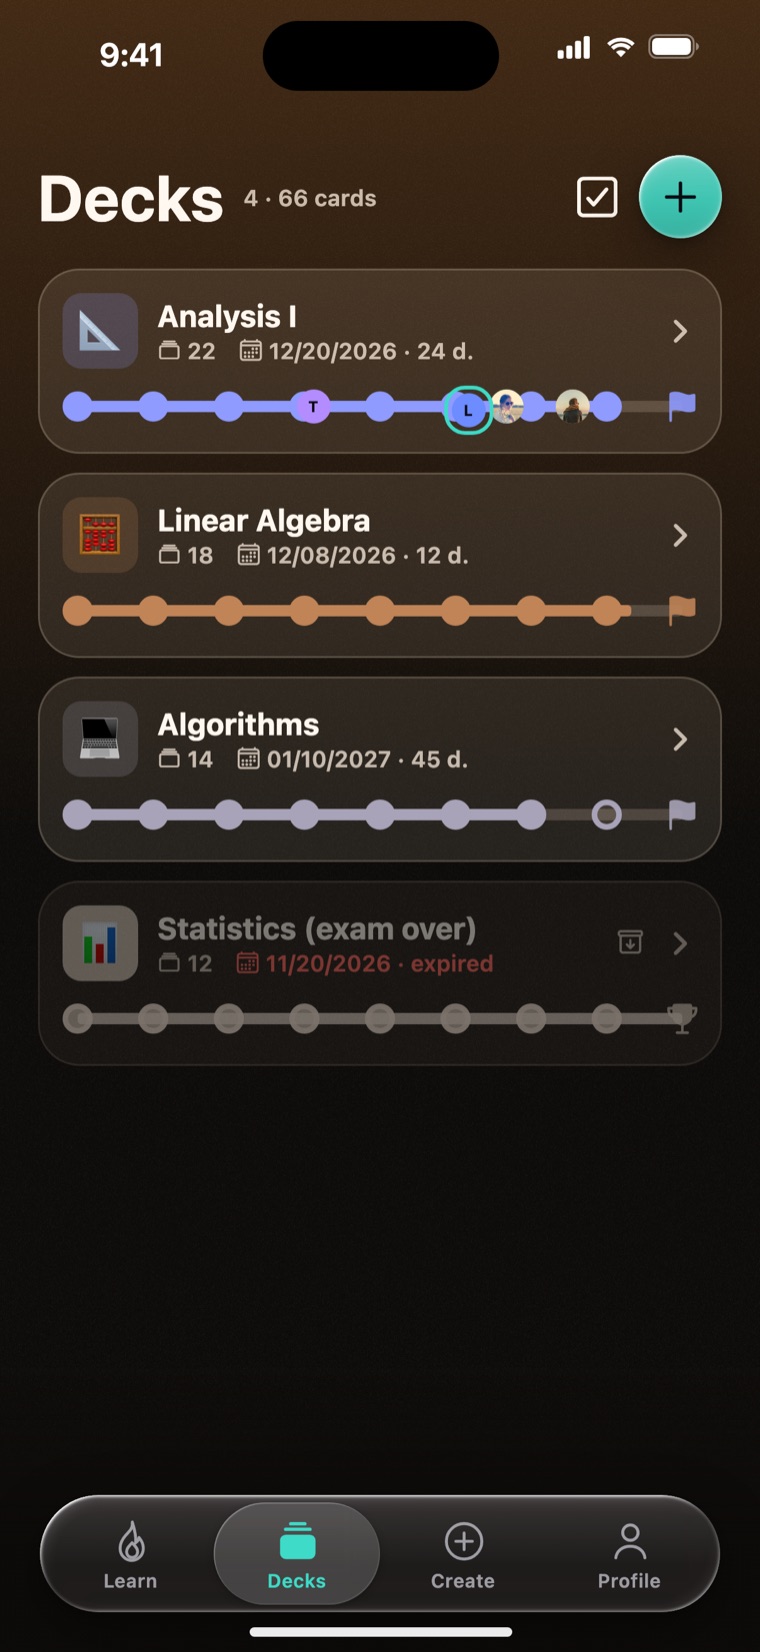 9:41
Decks 4 · 66 cards
Analysis I
22 12/20/2026 · 24 d.
T L
Linear Algebra
18 12/08/2026 · 12 d.
Algorithms
14 01/10/2027 · 45 d.
Statistics (exam over)
12 11/20/2026 · expired
Learn Decks Create Profile